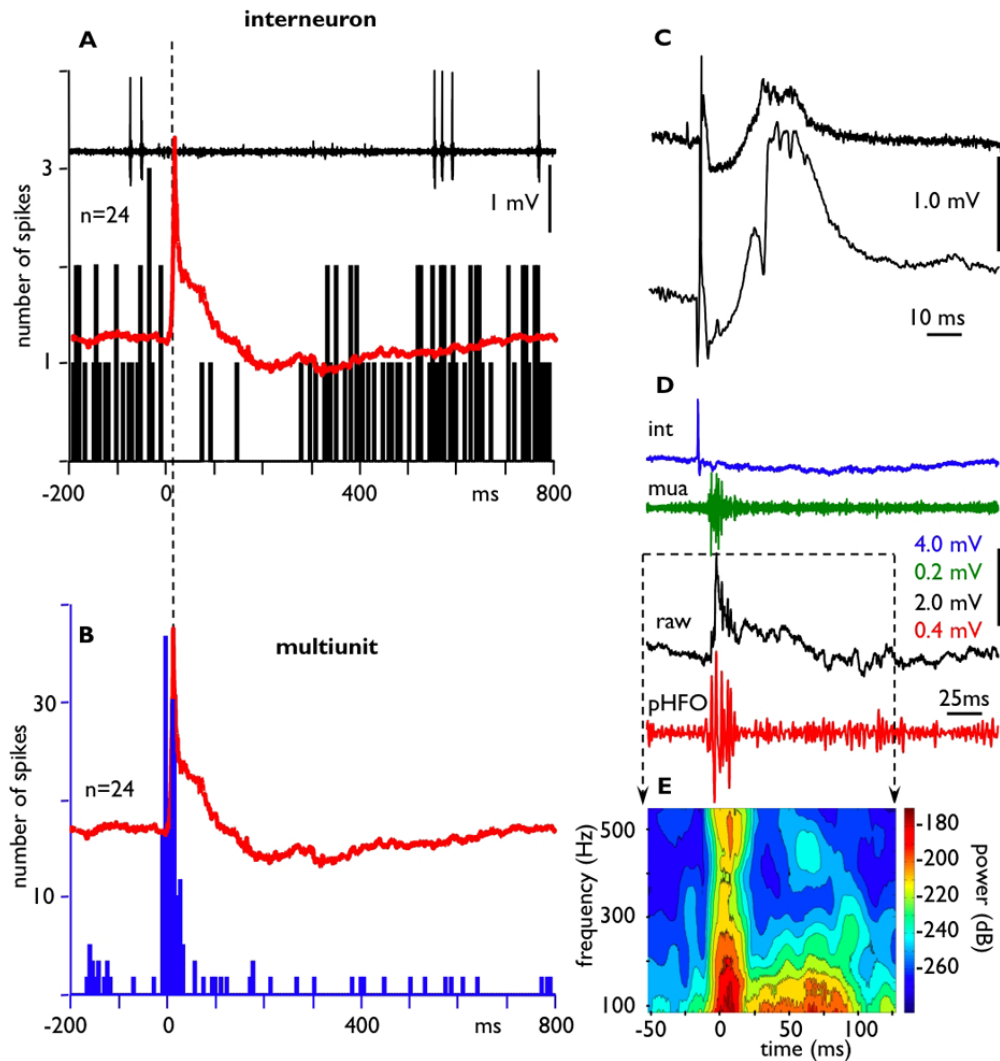 interneuron
A
3
n=24
1 mV
number of spikes
1
-200 0 400 ms 800
B
multiunit
30
n=24
number of spikes
10
-200 0 400 ms 800
C
1.0 mV
10 ms
D
int
mua
4.0 mV
0.2 mV
2.0 mV
raw
0.4 mV
pHFO
25ms
E
500
300
100
frequency (Hz)
-50 0 50 100
time (ms)
-180
-200
-220
-240
-260
power (dB)